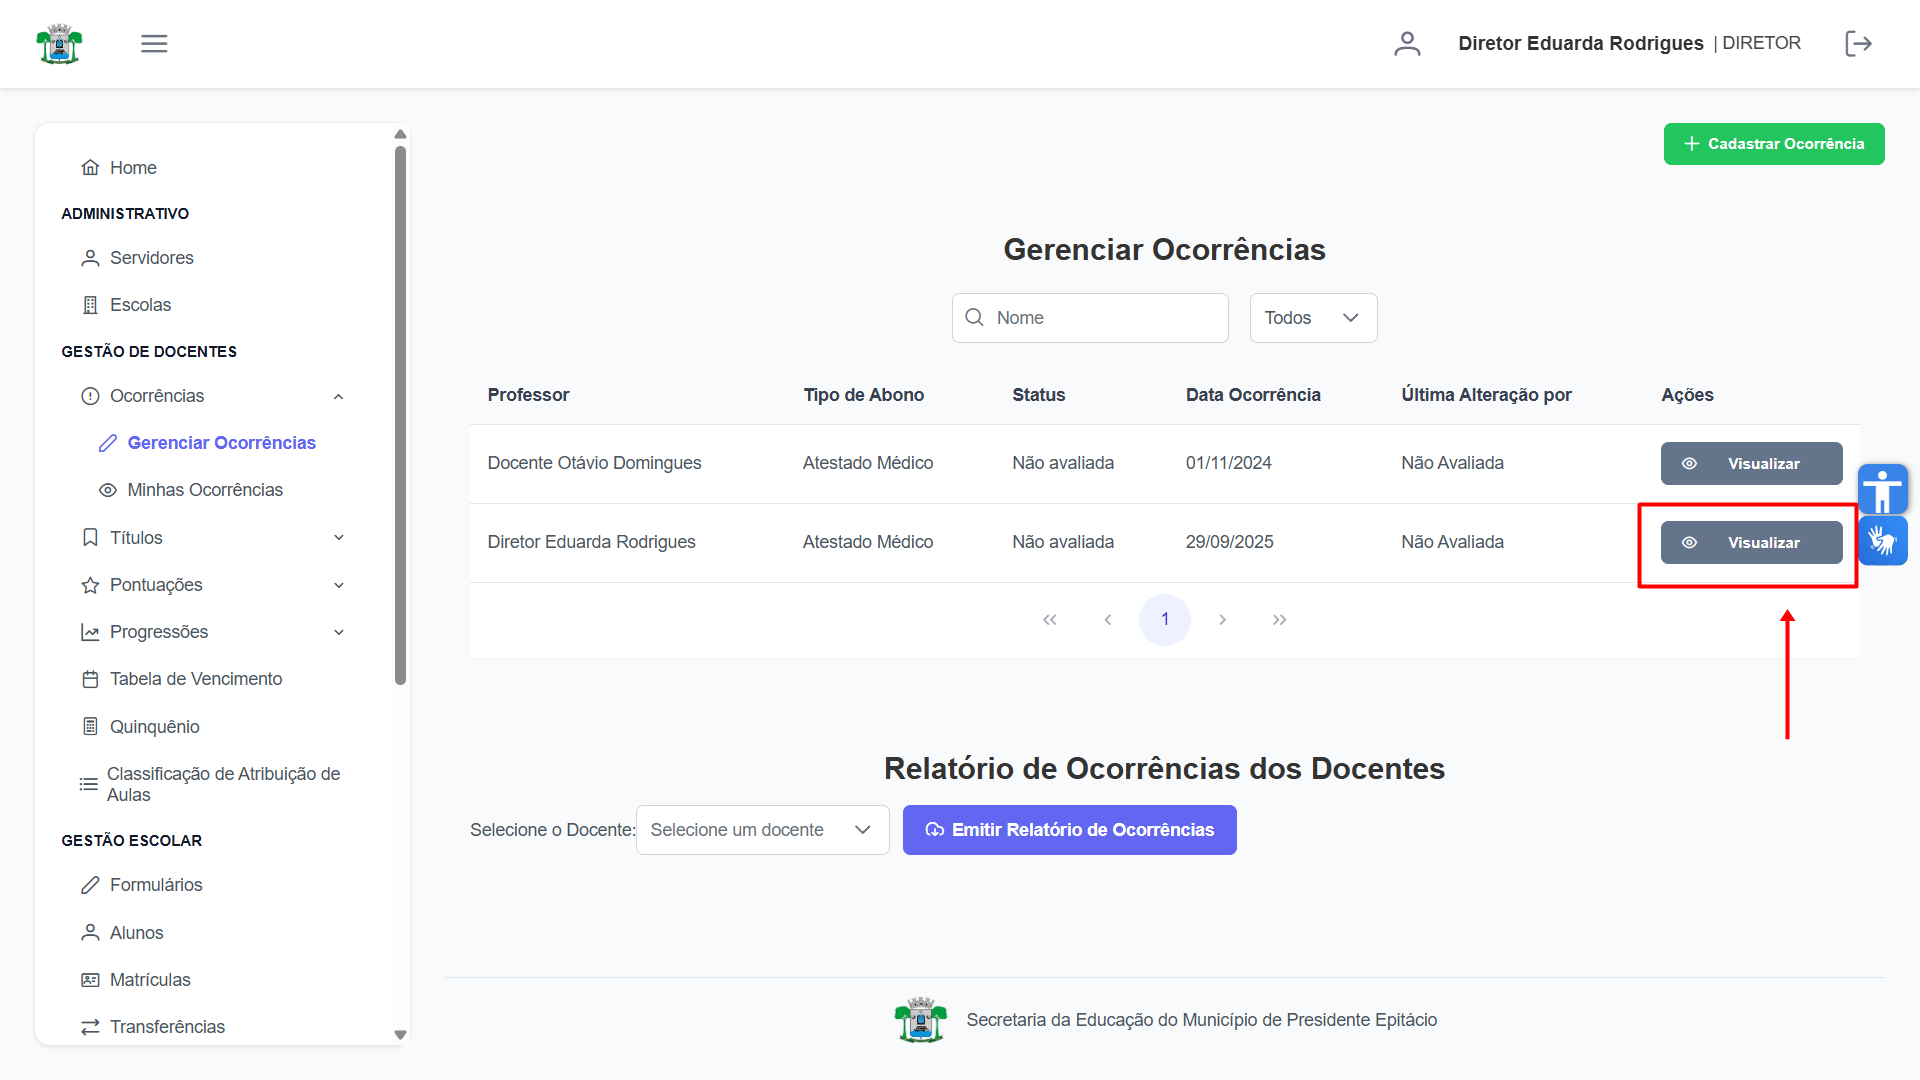 Diretor Eduarda Rodrigues | DIRETOR
Home
ADMINISTRATIVO
Servidores
Escolas
GESTÃO DE DOCENTES
Ocorrências
Gerenciar Ocorrências
Minhas Ocorrências
Títulos
Pontuações
Progressões
Tabela de Vencimento
Quinquênio
Classificação de Atribuição de
Aulas
GESTÃO ESCOLAR
Formulários
Alunos
Matrículas
Transferências
Cadastrar Ocorrência
Gerenciar Ocorrências
Nome
Todos
Professor Tipo de Abono Status Data Ocorrência Última Alteração por Ações
Docente Otávio Domingues Atestado Médico Não avaliada 01/11/2024 Não Avaliada Visualizar
Diretor Eduarda Rodrigues Atestado Médico Não avaliada 29/09/2025 Não Avaliada Visualizar
1
Relatório de Ocorrências dos Docentes
Selecione o Docente: Selecione um docente Emitir Relatório de Ocorrências
Secretaria da Educação do Município de Presidente Epitácio